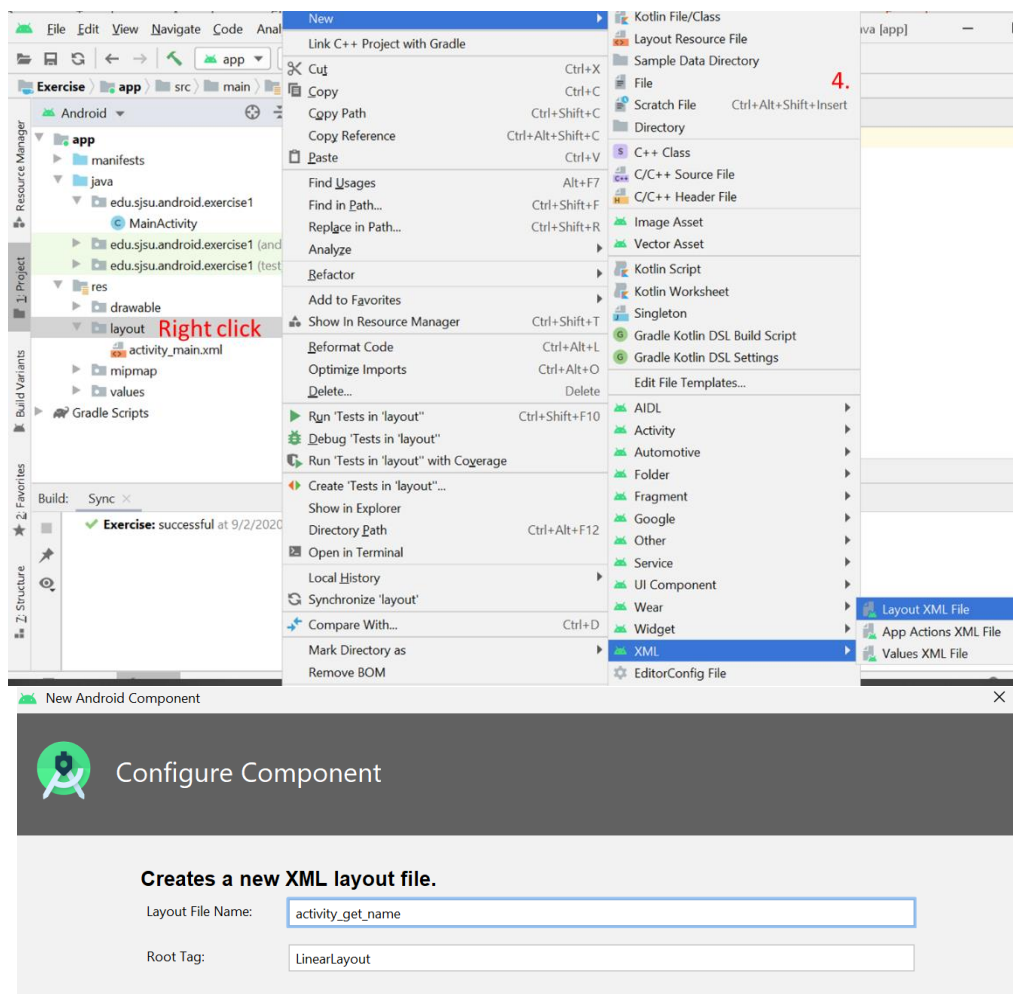 File Edit View Navigate Code Anal
app
Exercise app src main
Android
app
manifests
java
edu.sjsu.android.exercise1
MainActivity
edu.sjsu.android.exercise1 (and
edu.sjsu.android.exercise1 (test
res
drawable
layout Right click
activity_main.xml
mipmap
values
Gradle Scripts
Resource Manager
1: Project
Build Variants
2: Favorites
Z: Structure
Build: Sync
Exercise: successful at 9/2/2020
New
Link C++ Project with Gradle
Cut Ctrl+X
Copy Ctrl+C
Copy Path Ctrl+Shift+C
Copy Reference Ctrl+Alt+Shift+C
Paste Ctrl+V
Find Usages Alt+F7
Find in Path... Ctrl+Shift+F
Replace in Path... Ctrl+Shift+R
Analyze
Refactor
Add to Favorites
Show In Resource Manager Ctrl+Shift+T
Reformat Code Ctrl+Alt+L
Optimize Imports Ctrl+Alt+O
Delete... Delete
Run 'Tests in 'layout'' Ctrl+Shift+F10
Debug 'Tests in 'layout''
Run 'Tests in 'layout'' with Coverage
Create 'Tests in 'layout''...
Show in Explorer
Directory Path Ctrl+Alt+F12
Open in Terminal
Local History
Synchronize 'layout'
Compare With... Ctrl+D
Mark Directory as
Remove BOM
Kotlin File/Class
Layout Resource File
Sample Data Directory
File
4.
Scratch File Ctrl+Alt+Shift+Insert
Directory
C++ Class
C/C++ Source File
C/C++ Header File
Image Asset
Vector Asset
Kotlin Script
Kotlin Worksheet
Singleton
Gradle Kotlin DSL Build Script
Gradle Kotlin DSL Settings
Edit File Templates...
AIDL
Activity
Automotive
Folder
Fragment
Google
Other
Service
UI Component
Wear
Widget
XML
EditorConfig File
Layout XML File
App Actions XML File
Values XML File
ava [app]
New Android Component
Configure Component
Creates a new XML layout file.
Layout File Name: activity_get_name
Root Tag: LinearLayout